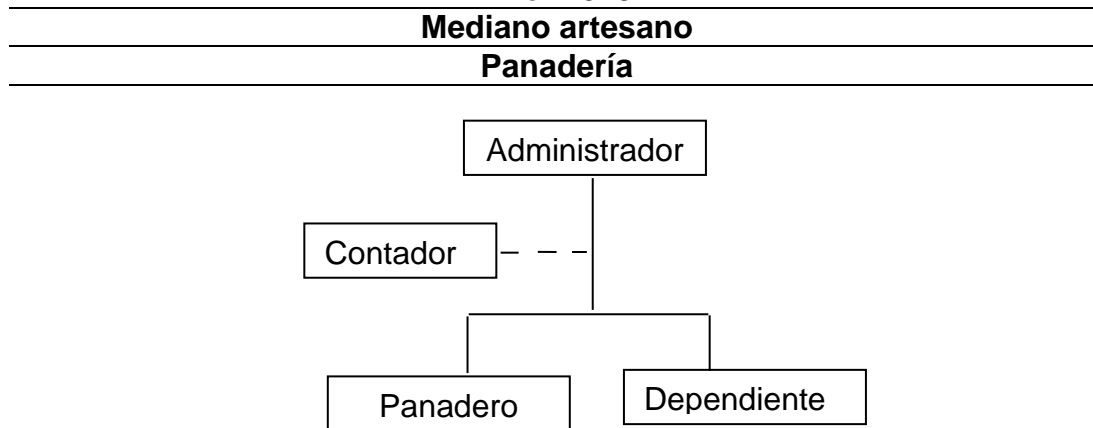 Mediano artesano
Panadería
Administrador
Contador
Panadero
Dependiente